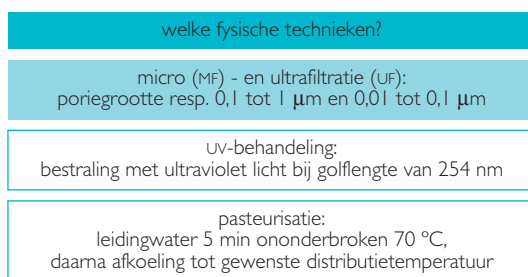 welke fysische technieken?
micro (MF) - en ultrafiltratie (UF):
poriegrootte resp. 0,1 tot 1 μm en 0,01 tot 0,1 μm
UV-behandeling:
bestraling met ultraviolet licht bij golflengte van 254 nm
pasteurisatie:
leidingwater 5 min ononderbroken 70 ºC,
daarna afkoeling tot gewenste distributietemperatuur